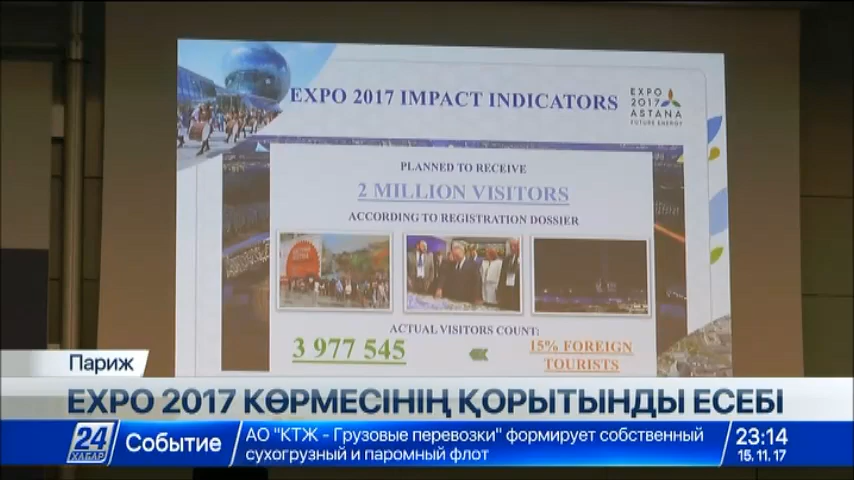 EXPO 2017 IMPACT INDICATORS
EXPO
2017
ASTANA
FUTURE ENERGY
PLANNED TO RECEIVE
2 MILLION VISITORS
ACCORDING TO REGISTRATION DOSSIER
ACTUAL VISITORS COUNT:
3 977 545
15% FOREIGN
TOURISTS
Париж
EXPO 2017 КӨРМЕСІНІҢ ҚОРЫТЫНДЫ ЕСЕБІ
24
ХАБАР
Событие
АО "КТЖ - Грузовые перевозки" формирует собственный
сухогрузный и паромный флот
23:14
15.11.17